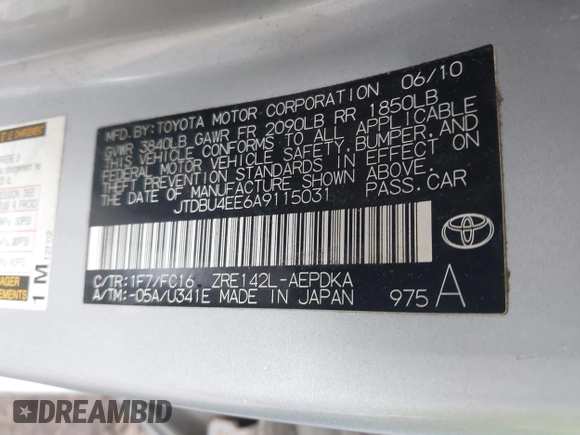 MFD. BY: TOYOTA MOTOR CORPORATION 06/10
GVWR 3840LB GAWR FR 2090LB RR 1850LB
THIS VEHICLE CONFORMS TO ALL APPLICABLE
FEDERAL MOTOR VEHICLE SAFETY, BUMPER, AND
THEFT PREVENTION STANDARDS IN EFFECT ON
THE DATE OF MANUFACTURE SHOWN ABOVE.
JTDBU4EE6A9115031 PASS. CAR
TOYOTA
C/TR: 1F7/FC16 ZRE142L-AEPDKA
A/TM: -05A/U341E MADE IN JAPAN 975 A
1M
DREAMBID